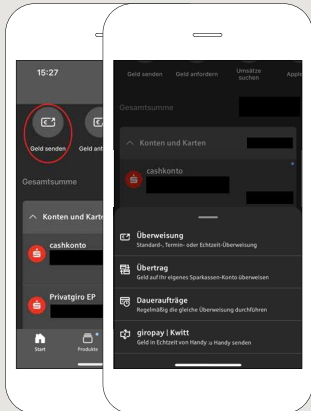 15:27
Geld senden
Geld ant
Gesamtsumme
Konten und Karten
cashkonto
Privatgiro EP
Start
Produkte
Geld senden
Geld anfordern
Umsätze suchen
Apple
Gesamtsumme
Konten und Karten
cashkonto
Überweisung
Standard-, Termin- oder Echtzeit-Überweisung
Übertrag
Geld auf Ihr eigenes Sparkassen-Konto überweisen
Daueraufträge
Regelmäßig die gleiche Überweisung durchführen
giropay | Kwitt
Geld in Echtzeit von Handy zu Handy senden